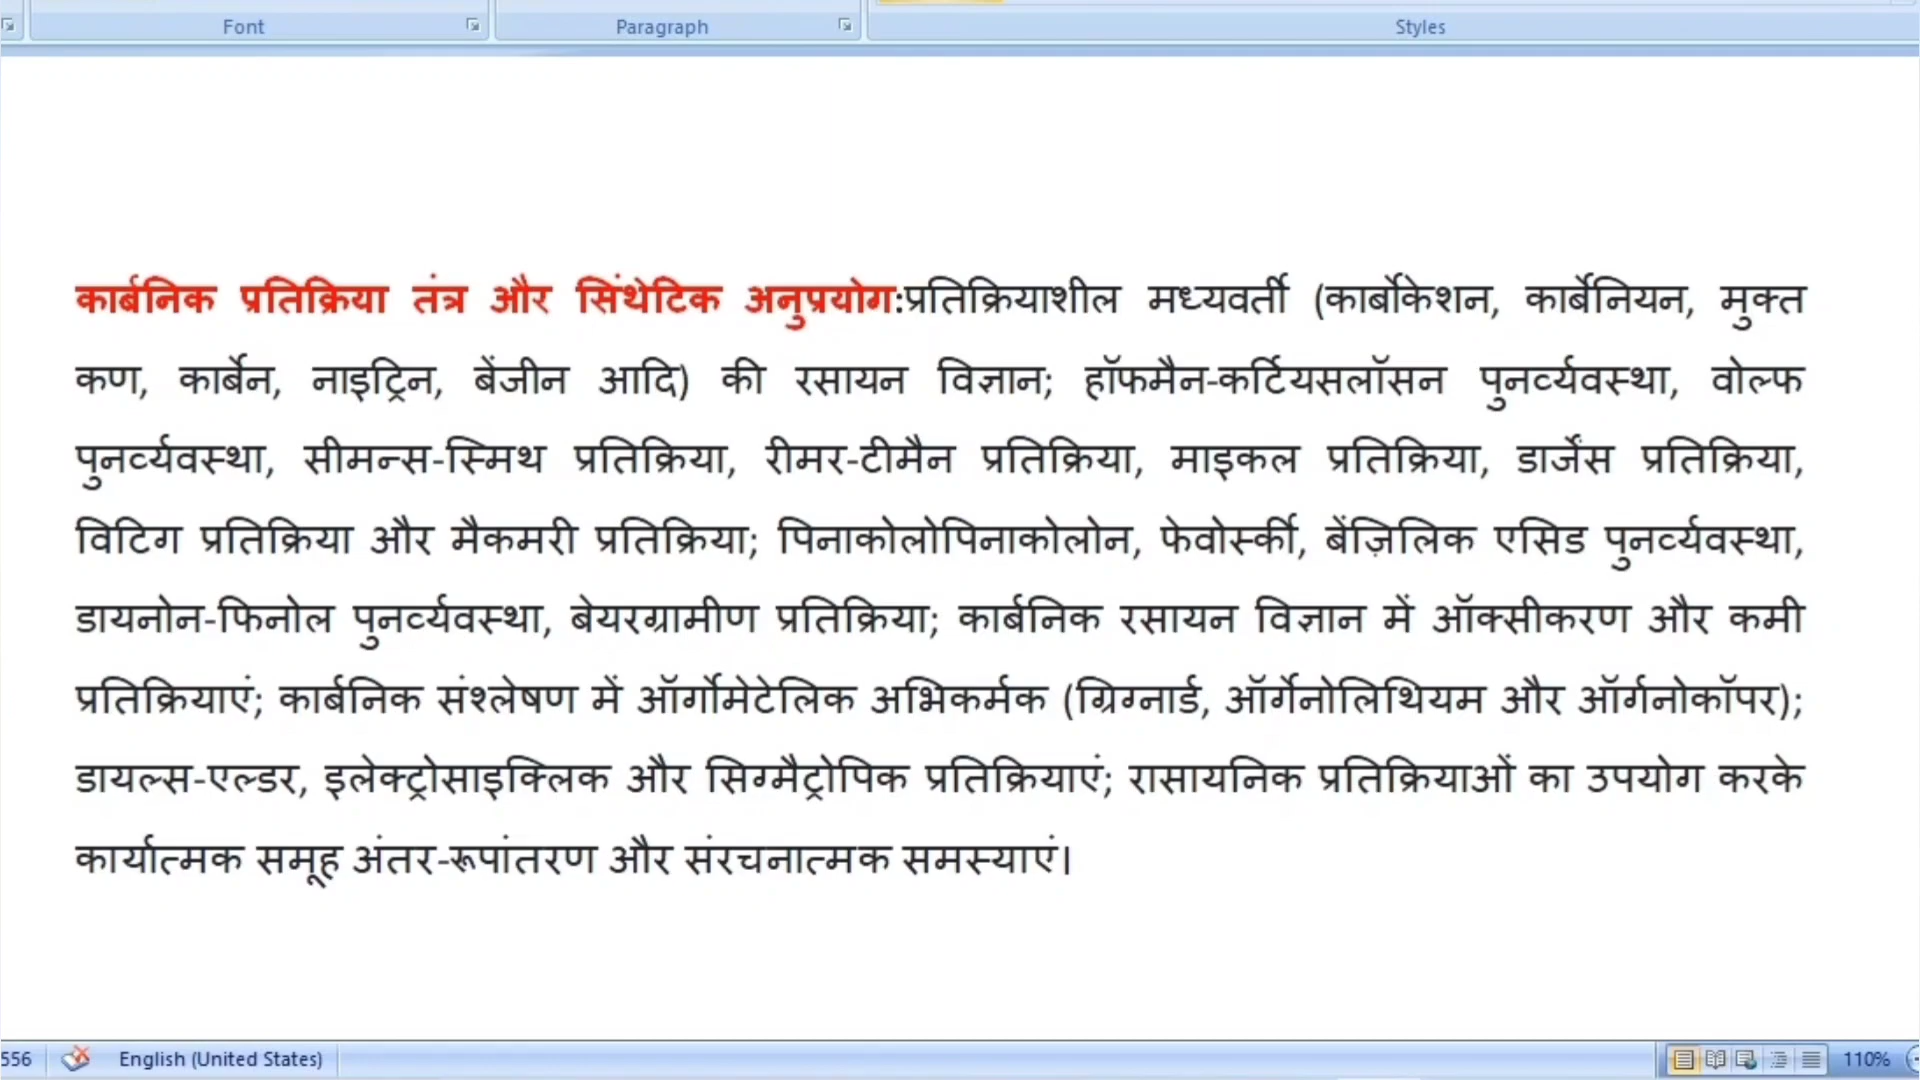 Font Paragraph Styles
कार्बनिक प्रतिक्रिया तंत्र और सिंथेटिक अनुप्रयोग:प्रतिक्रियाशील मध्यवर्ती (कार्बोकेशन, कार्बेनियन, मुक्त
कण, कार्बेन, नाइट्रिन, बेंजीन आदि) की रसायन विज्ञान; हॉफमैन-कर्टियसलॉसन पुनर्व्यवस्था, वोल्फ
पुनर्व्यवस्था, सीमन्स-स्मिथ प्रतिक्रिया, रीमर-टीमैन प्रतिक्रिया, माइकल प्रतिक्रिया, डार्जेंस प्रतिक्रिया,
विटिग प्रतिक्रिया और मैकमरी प्रतिक्रिया; पिनाकोलोपिनाकोलोन, फेवोर्स्की, बेंज़िलिक एसिड पुनर्व्यवस्था,
डायनोन-फिनोल पुनर्व्यवस्था, बेयरग्रामीण प्रतिक्रिया; कार्बनिक रसायन विज्ञान में ऑक्सीकरण और कमी
प्रतिक्रियाएं; कार्बनिक संश्लेषण में ऑर्गोमेटेलिक अभिकर्मक (ग्रिग्नार्ड, ऑर्गेनोलिथियम और ऑर्गनोकॉपर);
डायल्स-एल्डर, इलेक्ट्रोसाइक्लिक और सिग्मैट्रोपिक प्रतिक्रियाएं; रासायनिक प्रतिक्रियाओं का उपयोग करके
कार्यात्मक समूह अंतर-रूपांतरण और संरचनात्मक समस्याएं।
556 English (United States) 110%